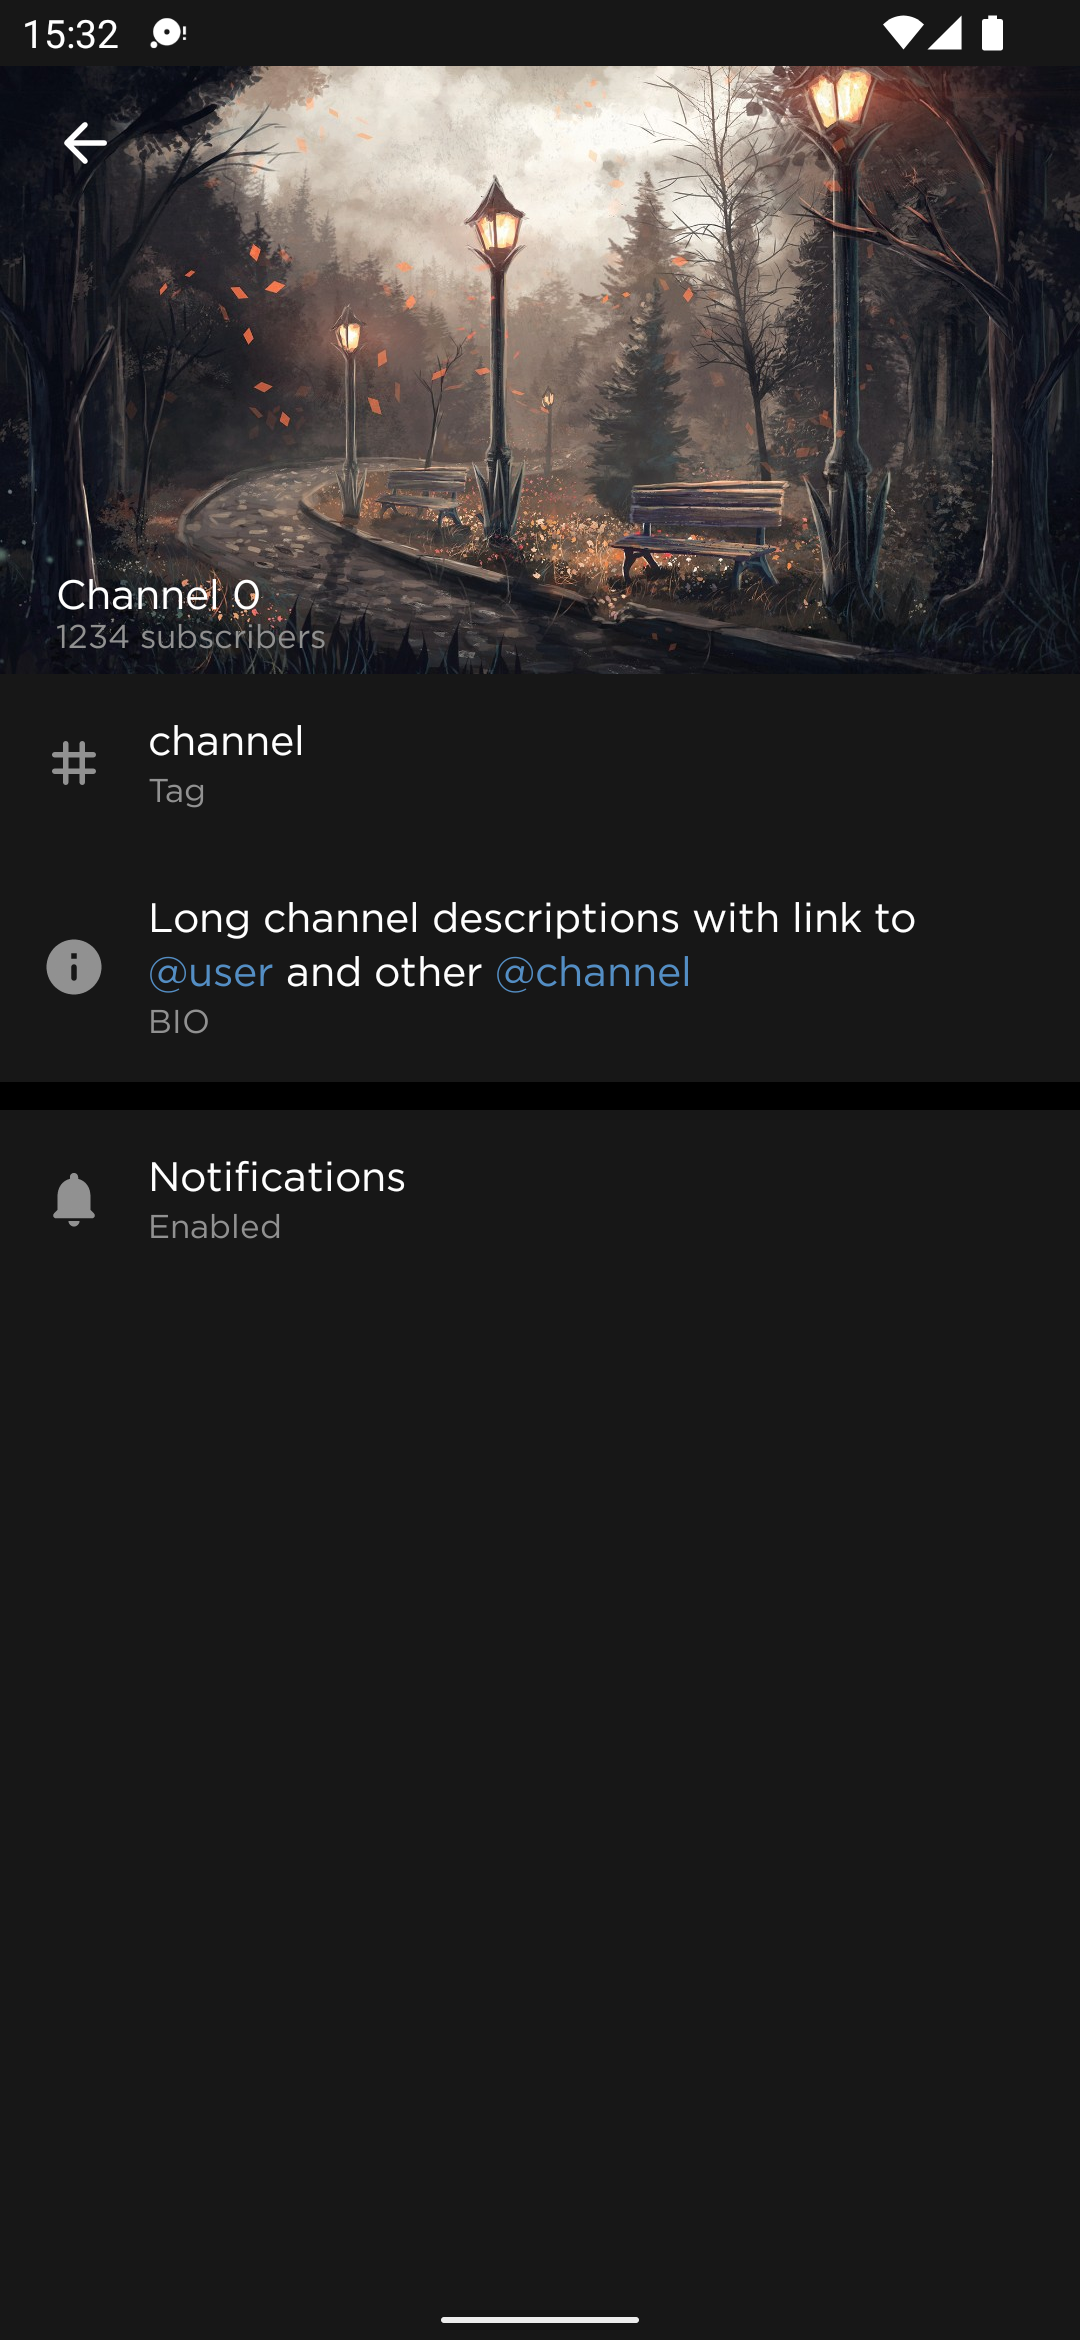 15:32
Channel 0
1234 subscribers
channel
Tag
Long channel descriptions with link to
@user and other @channel
BIO
Notifications
Enabled